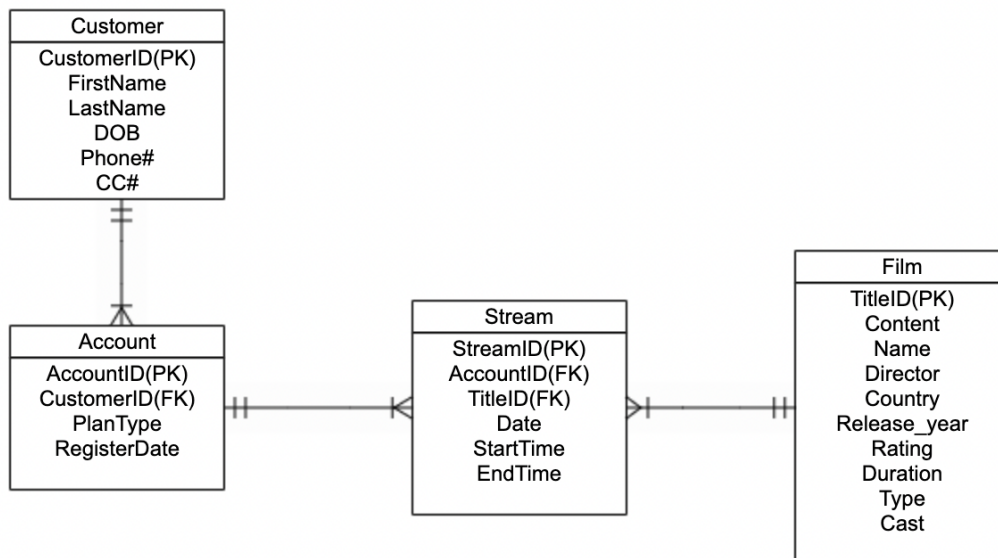 Customer
CustomerID(PK)
FirstName
LastName
DOB
Phone#
CC#
Account
AccountID(PK)
CustomerID(FK)
PlanType
RegisterDate
Stream
StreamID(PK)
AccountID(FK)
TitleID(FK)
Date
StartTime
EndTime
Film
TitleID(PK)
Content
Name
Director
Country
Release_year
Rating
Duration
Type
Cast